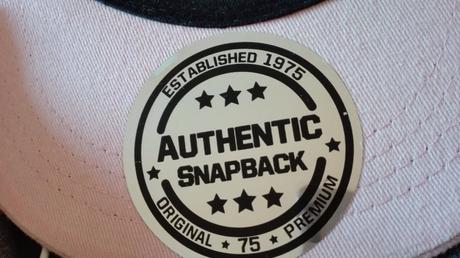 ESTABLISHED 1975
AUTHENTIC
SNAPBACK
ORIGINAL ★ 75 ★ PREMIUM